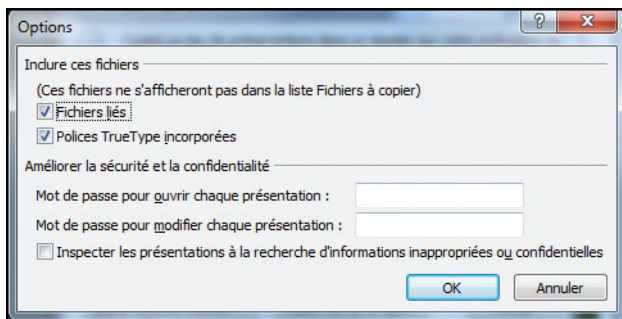 Options
Inclure ces fichiers
(Ces fichiers ne s'afficheront pas dans la liste Fichiers à copier)
Fichiers liés
Polices TrueType incorporées
Améliorer la sécurité et la confidentialité
Mot de passe pour ouvrir chaque présentation :
Mot de passe pour modifier chaque présentation :
Inspecter les présentations à la recherche d'informations inappropriées ou confidentielles
OK Annuler